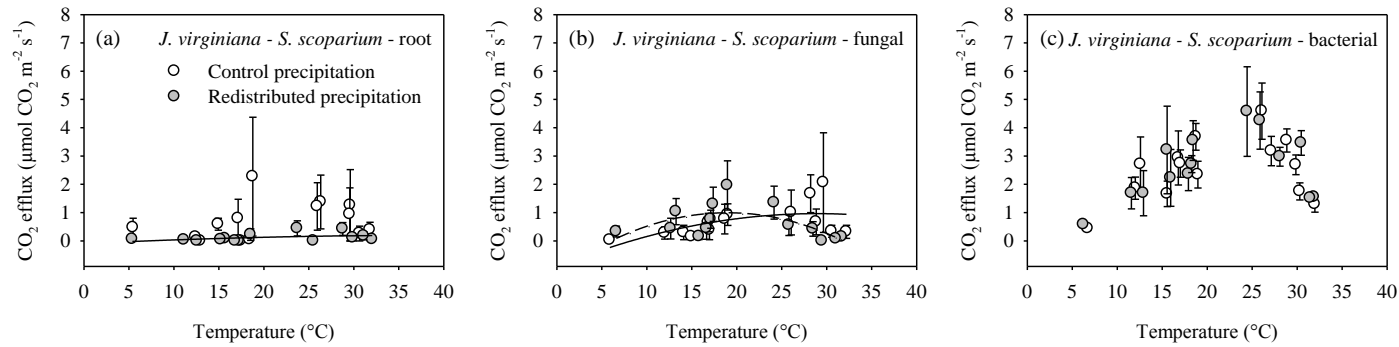 (a) J. virginiana - S. scoparium - root
Control precipitation
Redistributed precipitation
CO2 efflux (µmol CO2 m-2 s-1)
8
7
6
5
4
3
2
1
0
0 5 10 15 20 25 30 35 40
Temperature (°C)
(b) J. virginiana - S. scoparium - fungal
CO2 efflux (µmol CO2 m-2 s-1)
8
7
6
5
4
3
2
1
0
0 5 10 15 20 25 30 35 40
Temperature (°C)
(c) J. virginiana - S. scoparium - bacterial
CO2 efflux (µmol CO2 m-2 s-1)
8
7
6
5
4
3
2
1
0
0 5 10 15 20 25 30 35 40
Temperature (°C)